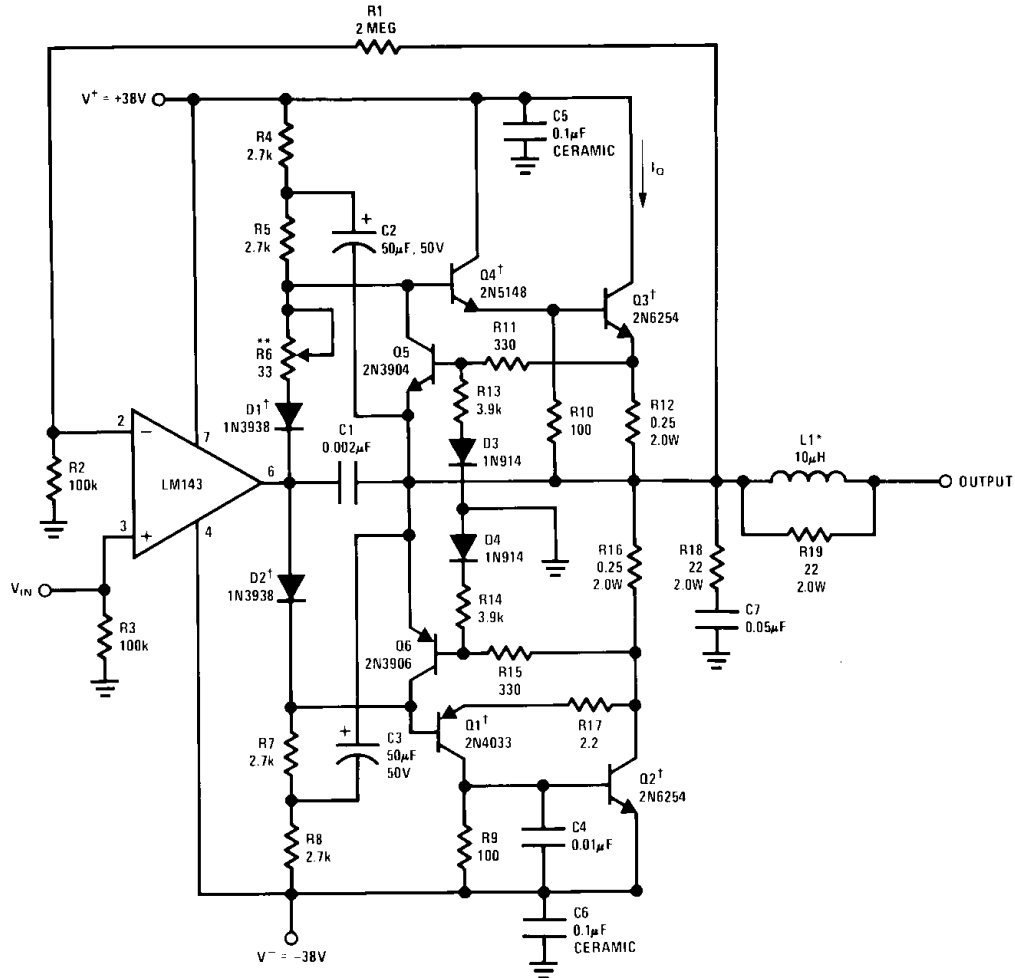 R1
2 MEG
V+ = +38V
C5
0.1μF
CERAMIC
R4
2.7k
IQ
+
R5
2.7k
C2
50μF, 50V
Q4†
2N5148
Q3†
2N6254
**
R6
33
Q5
2N3904
R11
330
R13
3.9k
R12
0.25
2.0W
D1†
1N3938
C1
0.002μF
R10
100
D3
1N914
L1*
10μH
2
−
7
R2
100k
LM143
6
OUTPUT
3
+
4
D4
1N914
R16
0.25
2.0W
R18
22
2.0W
R19
22
2.0W
D2†
1N3938
VIN
R14
3.9k
R3
100k
C7
0.05μF
Q6
2N3906
R15
330
Q1†
2N4033
R17
2.2
R7
2.7k
+
C3
50μF
50V
Q2†
2N6254
R8
2.7k
R9
100
C4
0.01μF
C6
0.1μF
CERAMIC
V− = −38V